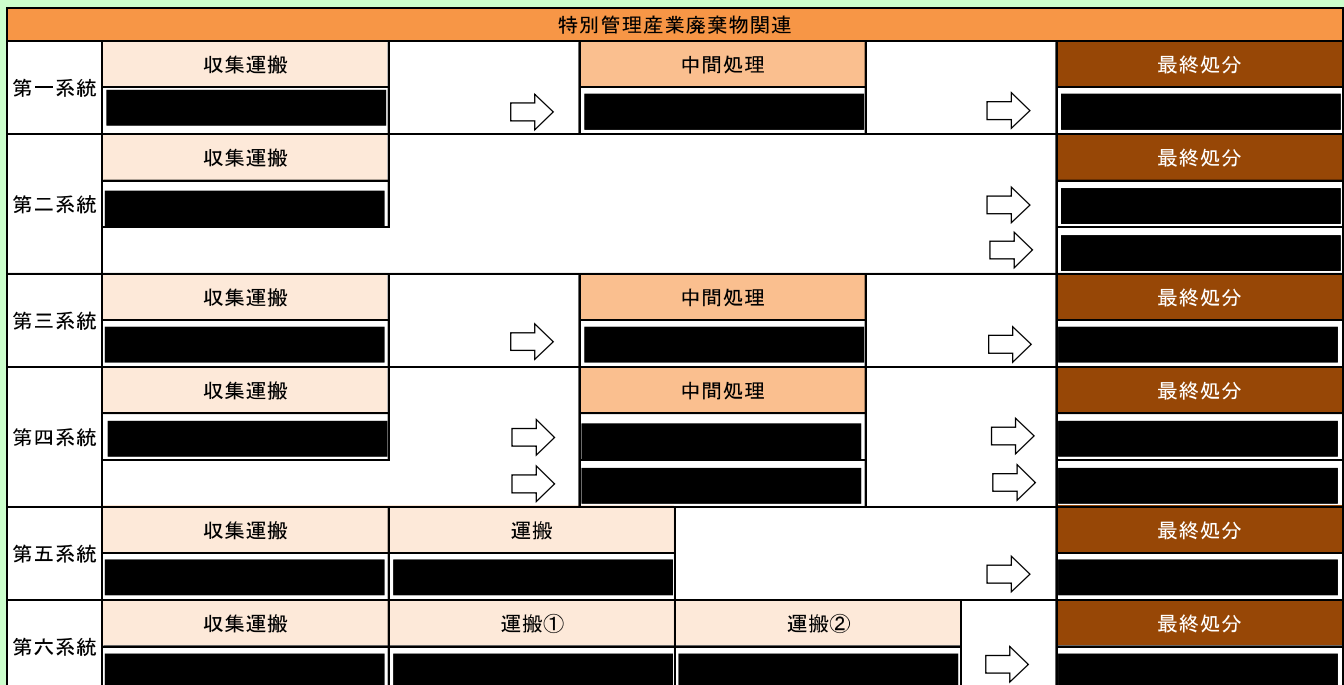 特別管理産業廃棄物関連
第一系統
収集運搬
中間処理
最終処分
第二系統
収集運搬
最終処分
第三系統
収集運搬
中間処理
最終処分
第四系統
収集運搬
中間処理
最終処分
第五系統
収集運搬
運搬
最終処分
第六系統
収集運搬
運搬①
運搬②
最終処分